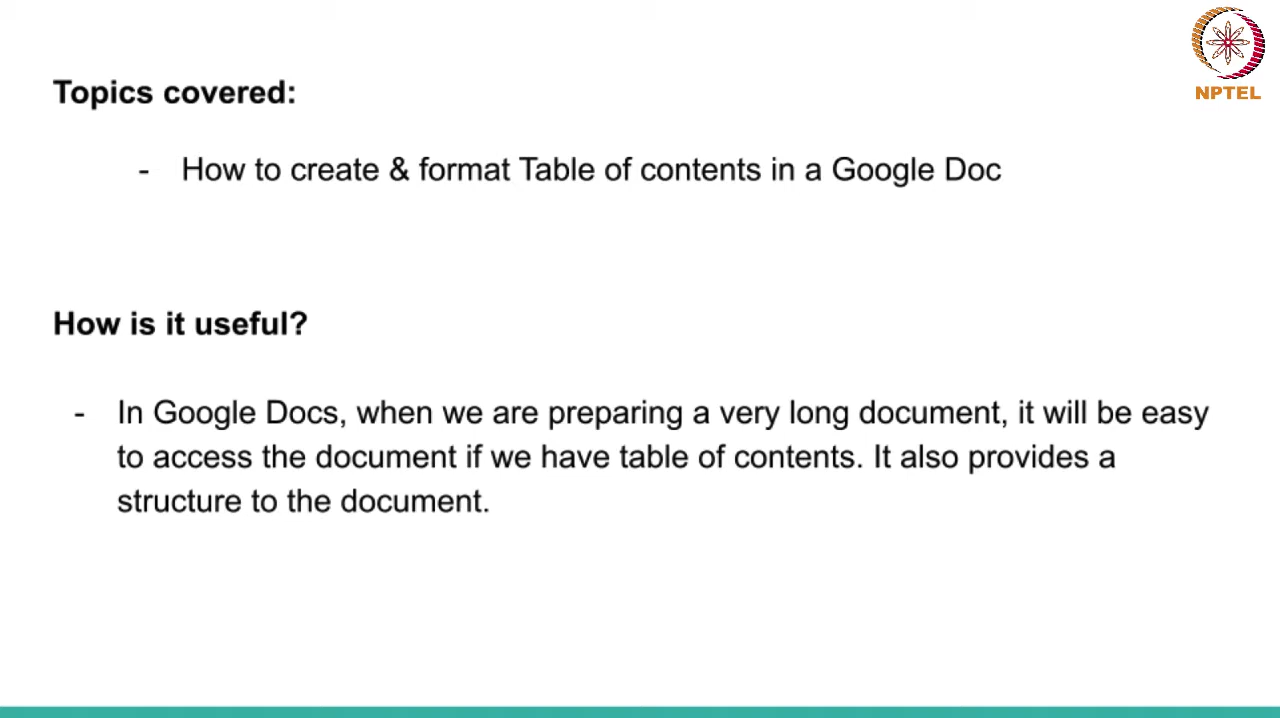 NPTEL
Topics covered:
- How to create & format Table of contents in a Google Doc
How is it useful?
- In Google Docs, when we are preparing a very long document, it will be easy
to access the document if we have table of contents. It also provides a
structure to the document.